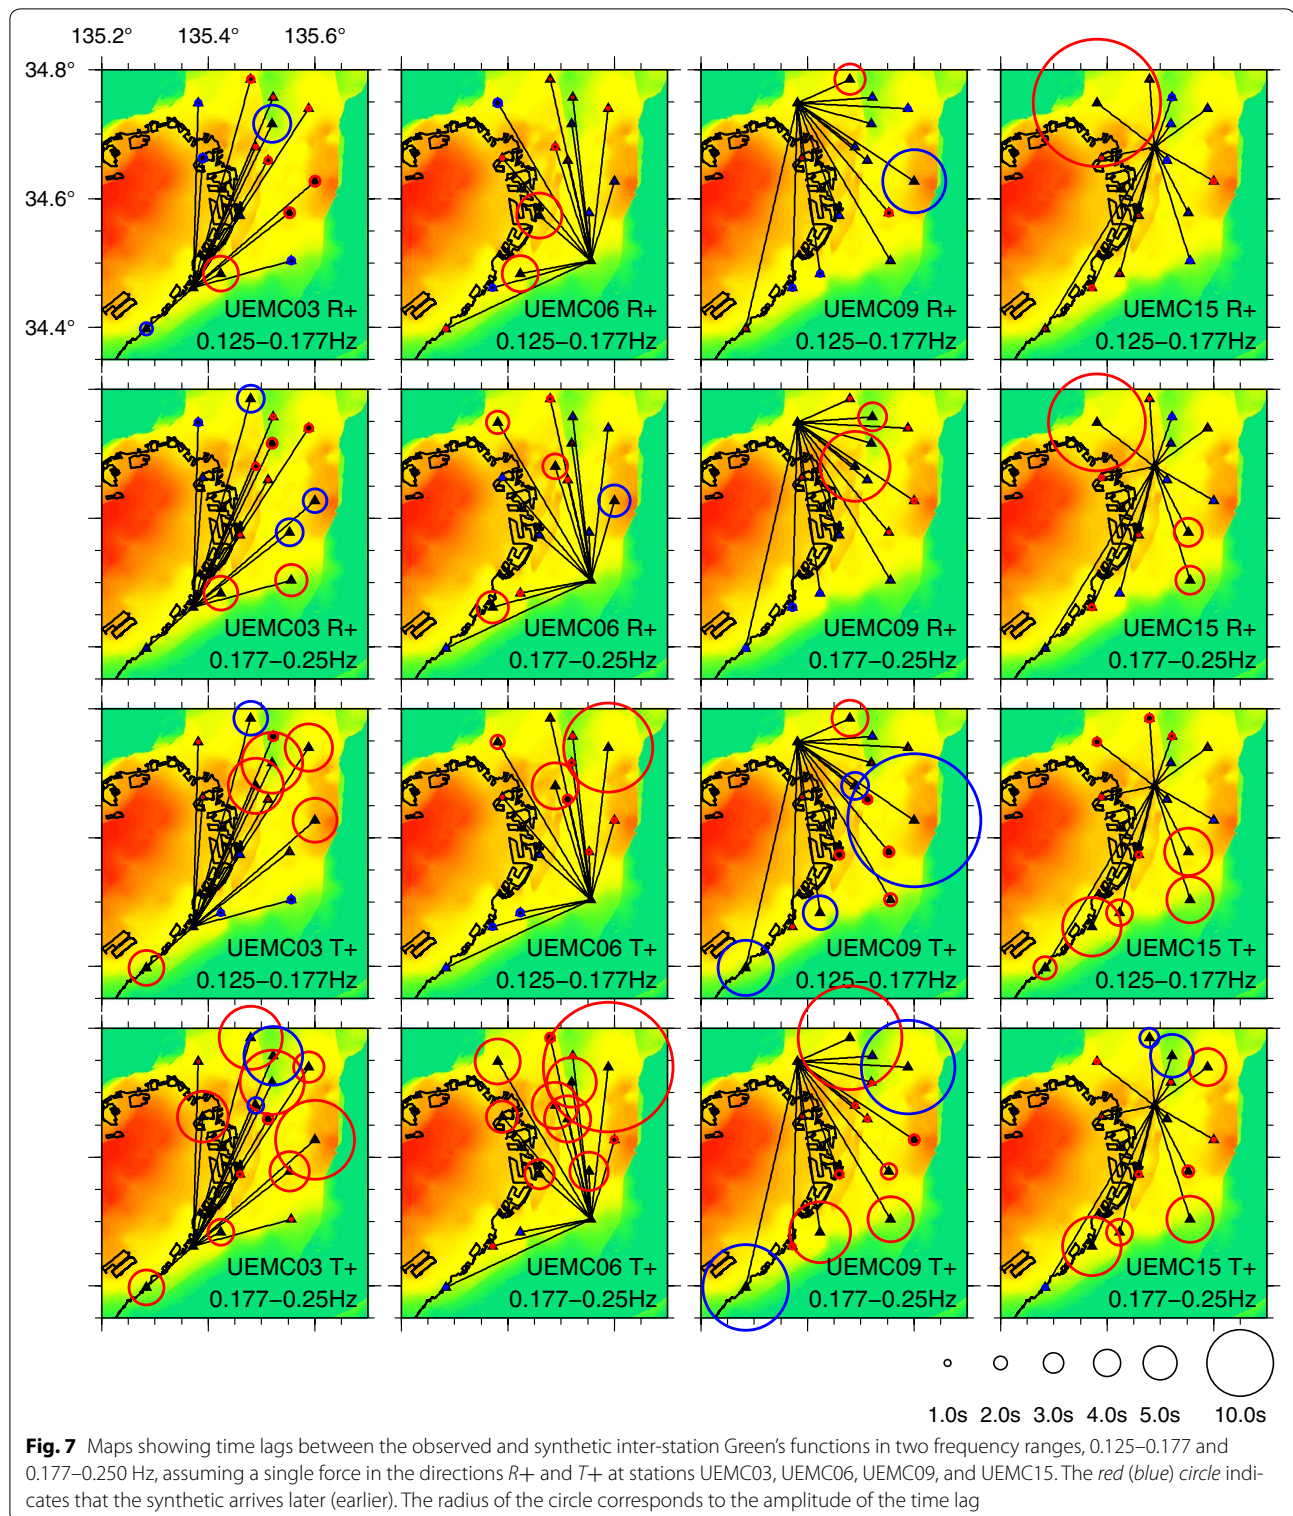 135.2° 135.4° 135.6°
34.8°
34.6°
34.4°
UEMC03 R+
0.125–0.177Hz
UEMC06 R+
0.125–0.177Hz
UEMC09 R+
0.125–0.177Hz
UEMC15 R+
0.125–0.177Hz
UEMC03 R+
0.177–0.25Hz
UEMC06 R+
0.177–0.25Hz
UEMC09 R+
0.177–0.25Hz
UEMC15 R+
0.177–0.25Hz
UEMC03 T+
0.125–0.177Hz
UEMC06 T+
0.125–0.177Hz
UEMC09 T+
0.125–0.177Hz
UEMC15 T+
0.125–0.177Hz
UEMC03 T+
0.177–0.25Hz
UEMC06 T+
0.177–0.25Hz
UEMC09 T+
0.177–0.25Hz
UEMC15 T+
0.177–0.25Hz
1.0s 2.0s 3.0s 4.0s 5.0s 10.0s
Fig. 7 Maps showing time lags between the observed and synthetic inter-station Green's functions in two frequency ranges, 0.125–0.177 and
0.177–0.250 Hz, assuming a single force in the directions R+ and T+ at stations UEMC03, UEMC06, UEMC09, and UEMC15. The red (blue) circle indi-
cates that the synthetic arrives later (earlier). The radius of the circle corresponds to the amplitude of the time lag